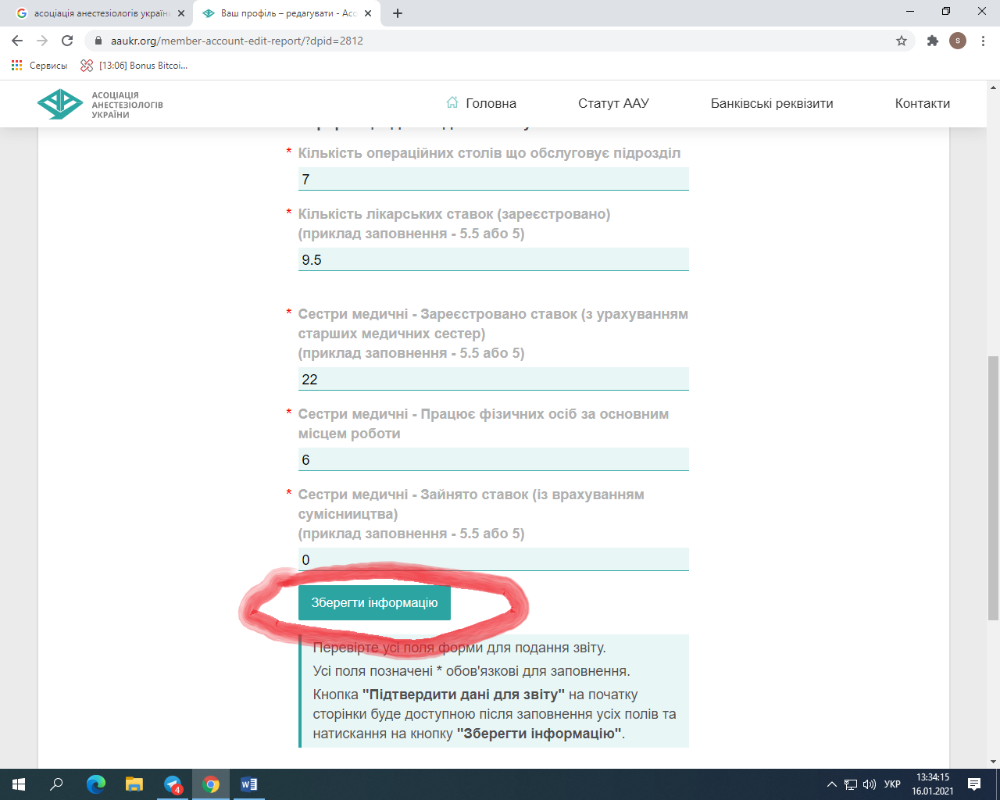 асоціація анестезіологів україни
Ваш профіль – редагувати - Асо
aaukr.org/member-account-edit-report/?dpid=2812
s
Сервисы
[13:06] Bonus Bitcoi...
АСОЦІАЦІЯ
АНЕСТЕЗІОЛОГІВ
УКРАЇНИ
Головна
Статут ААУ
Банківські реквізити
Контакти
* Кількість операційних столів що обслуговує підрозділ
7
* Кількість лікарських ставок (зареєстровано)
(приклад заповнення - 5.5 або 5)
9.5
* Сестри медичні - Зареєстровано ставок (з урахуванням
старших медичних сестер)
(приклад заповнення - 5.5 або 5)
22
* Сестри медичні - Працює фізичних осіб за основним
місцем роботи
6
* Сестри медичні - Зайнято ставок (із врахуванням
сумісниицтва)
(приклад заповнення - 5.5 або 5)
0
Зберегти інформацію
Перевірте усі поля форми для подання звіту.
Усі поля позначені * обов'язкові для заповнення.
Кнопка "Підтвердити дані для звіту" на початку
сторінки буде доступною після заповнення усіх полів та
натискання на кнопку "Зберегти інформацію".
4
УКР
13:34:15
16.01.2021